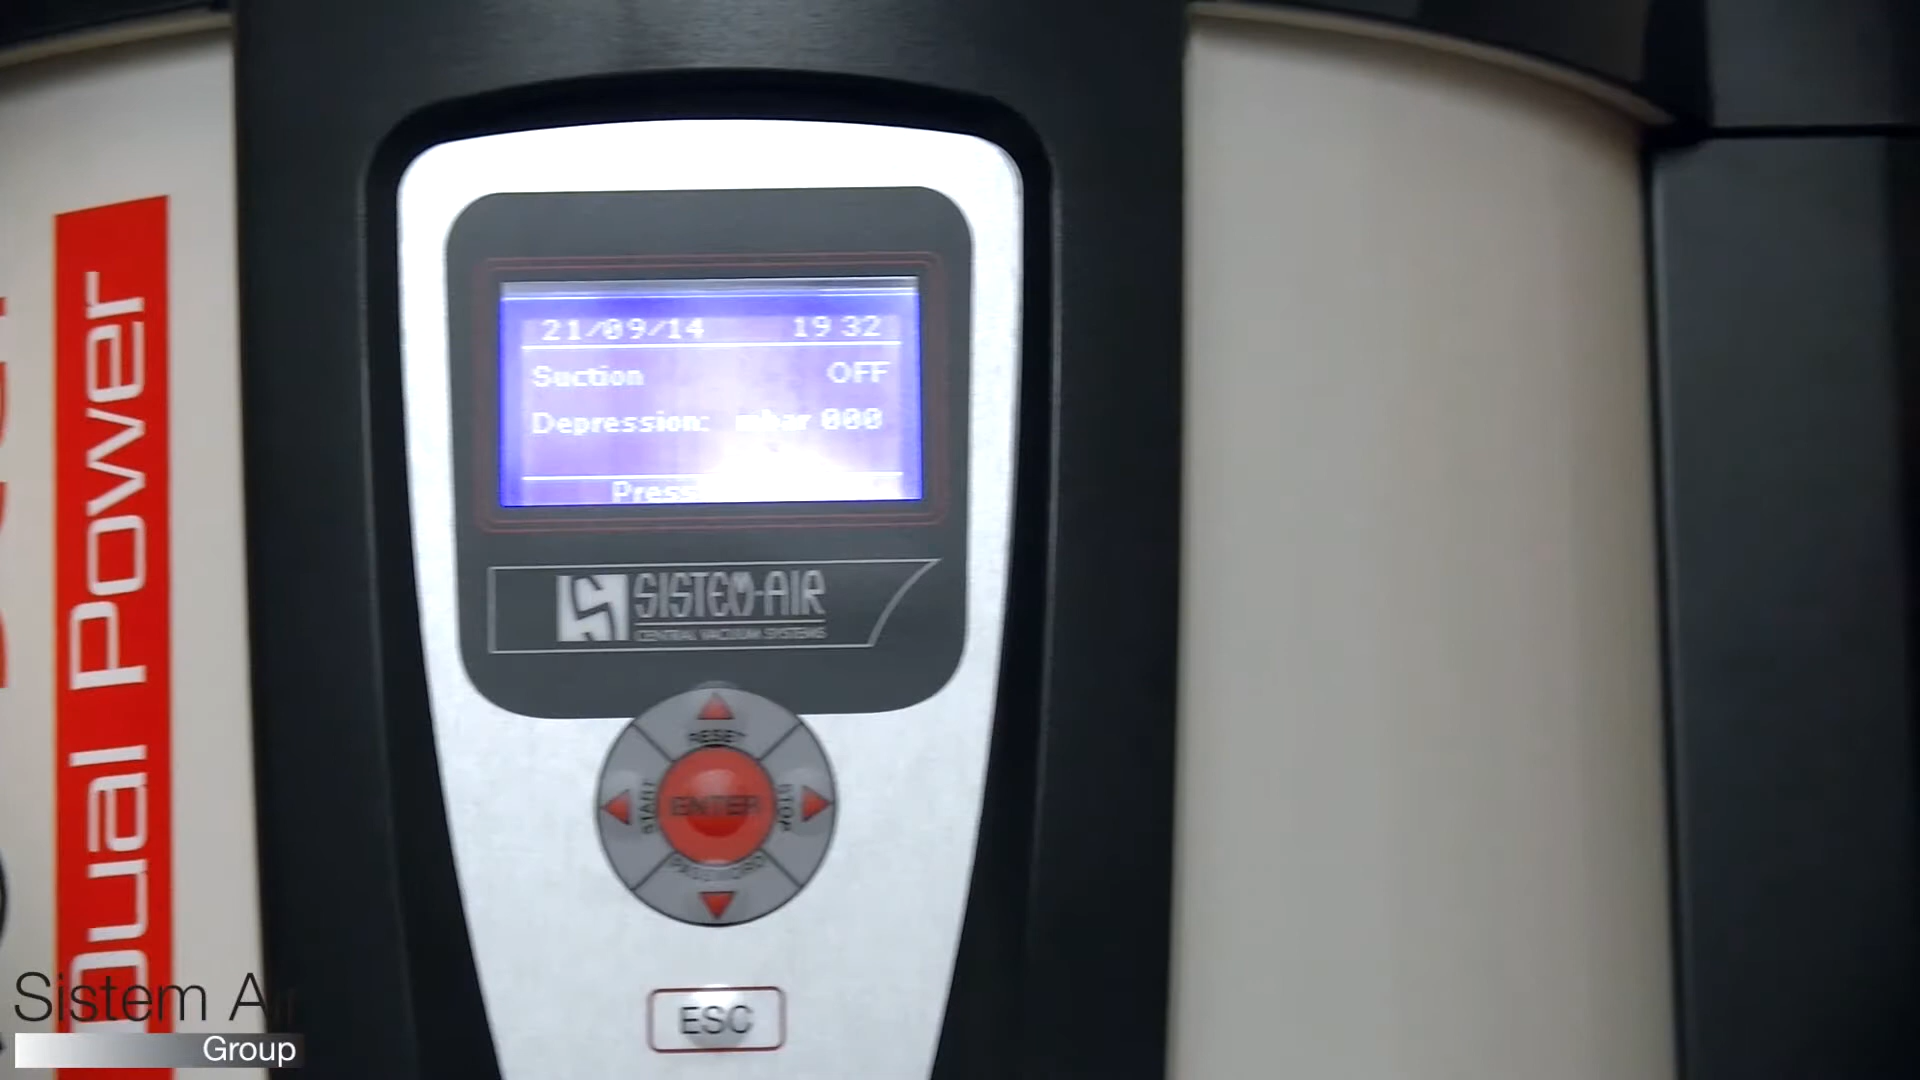 21/09/14 19 32
Suction OFF
Depression: mbar 000
Press
SISTEM-AIR
CENTRAL VACUUM SYSTEMS
RESET
START
ENTER
STOP
PASSWORD
ESC
Dual Power
Sistem Air
Group